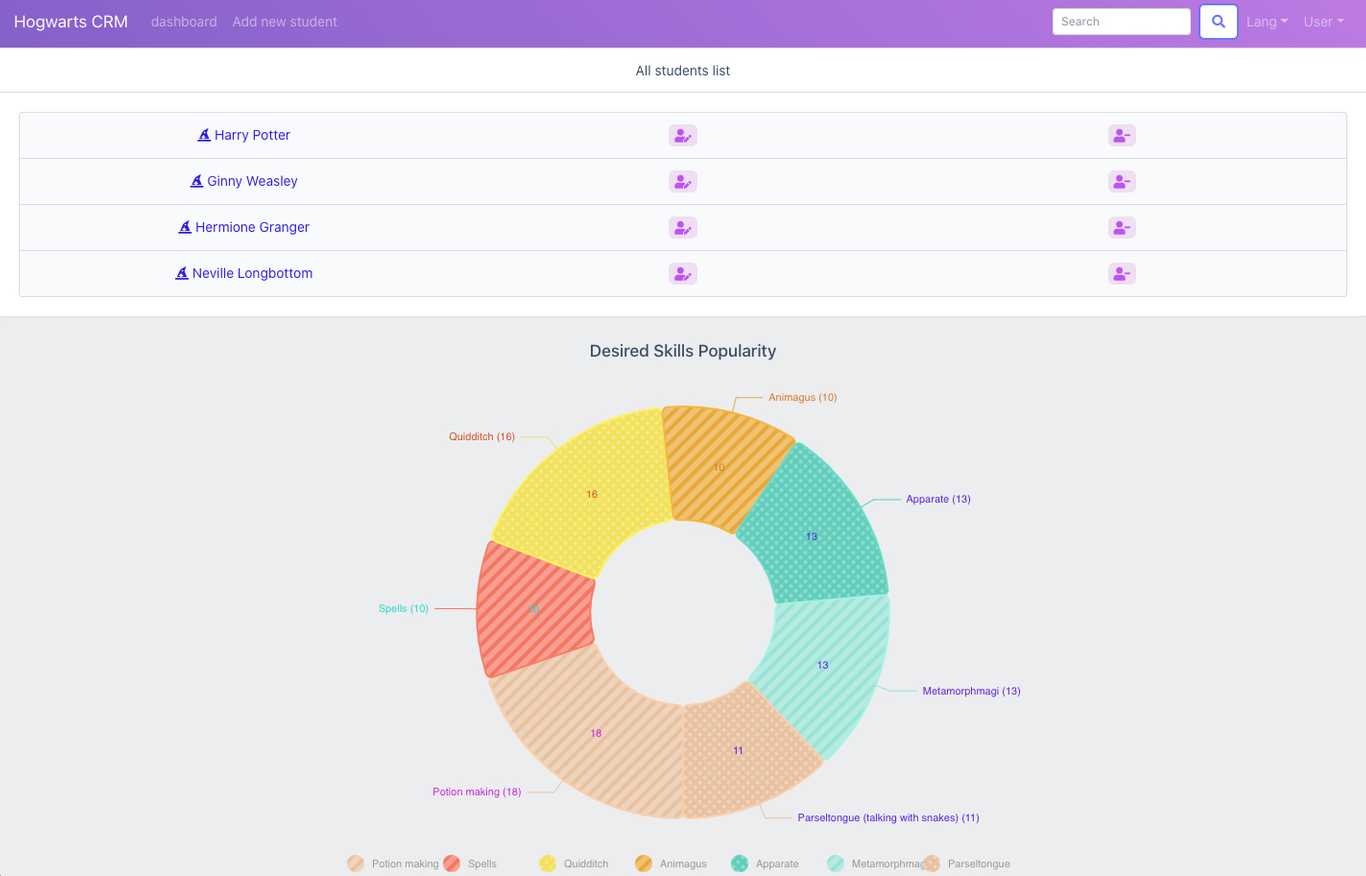 Hogwarts CRM dashboard Add new student Search Lang User
All students list
Harry Potter
Ginny Weasley
Hermione Granger
Neville Longbottom
Desired Skills Popularity
Animagus (10)
Quidditch (16)
10
16
Apparate (13)
13
Spells (10)
13
Metamorphmagi (13)
18
11
Potion making (18)
Parseltongue (talking with snakes) (11)
Potion making Spells Quidditch Animagus Apparate Metamorphmag Parseltongue